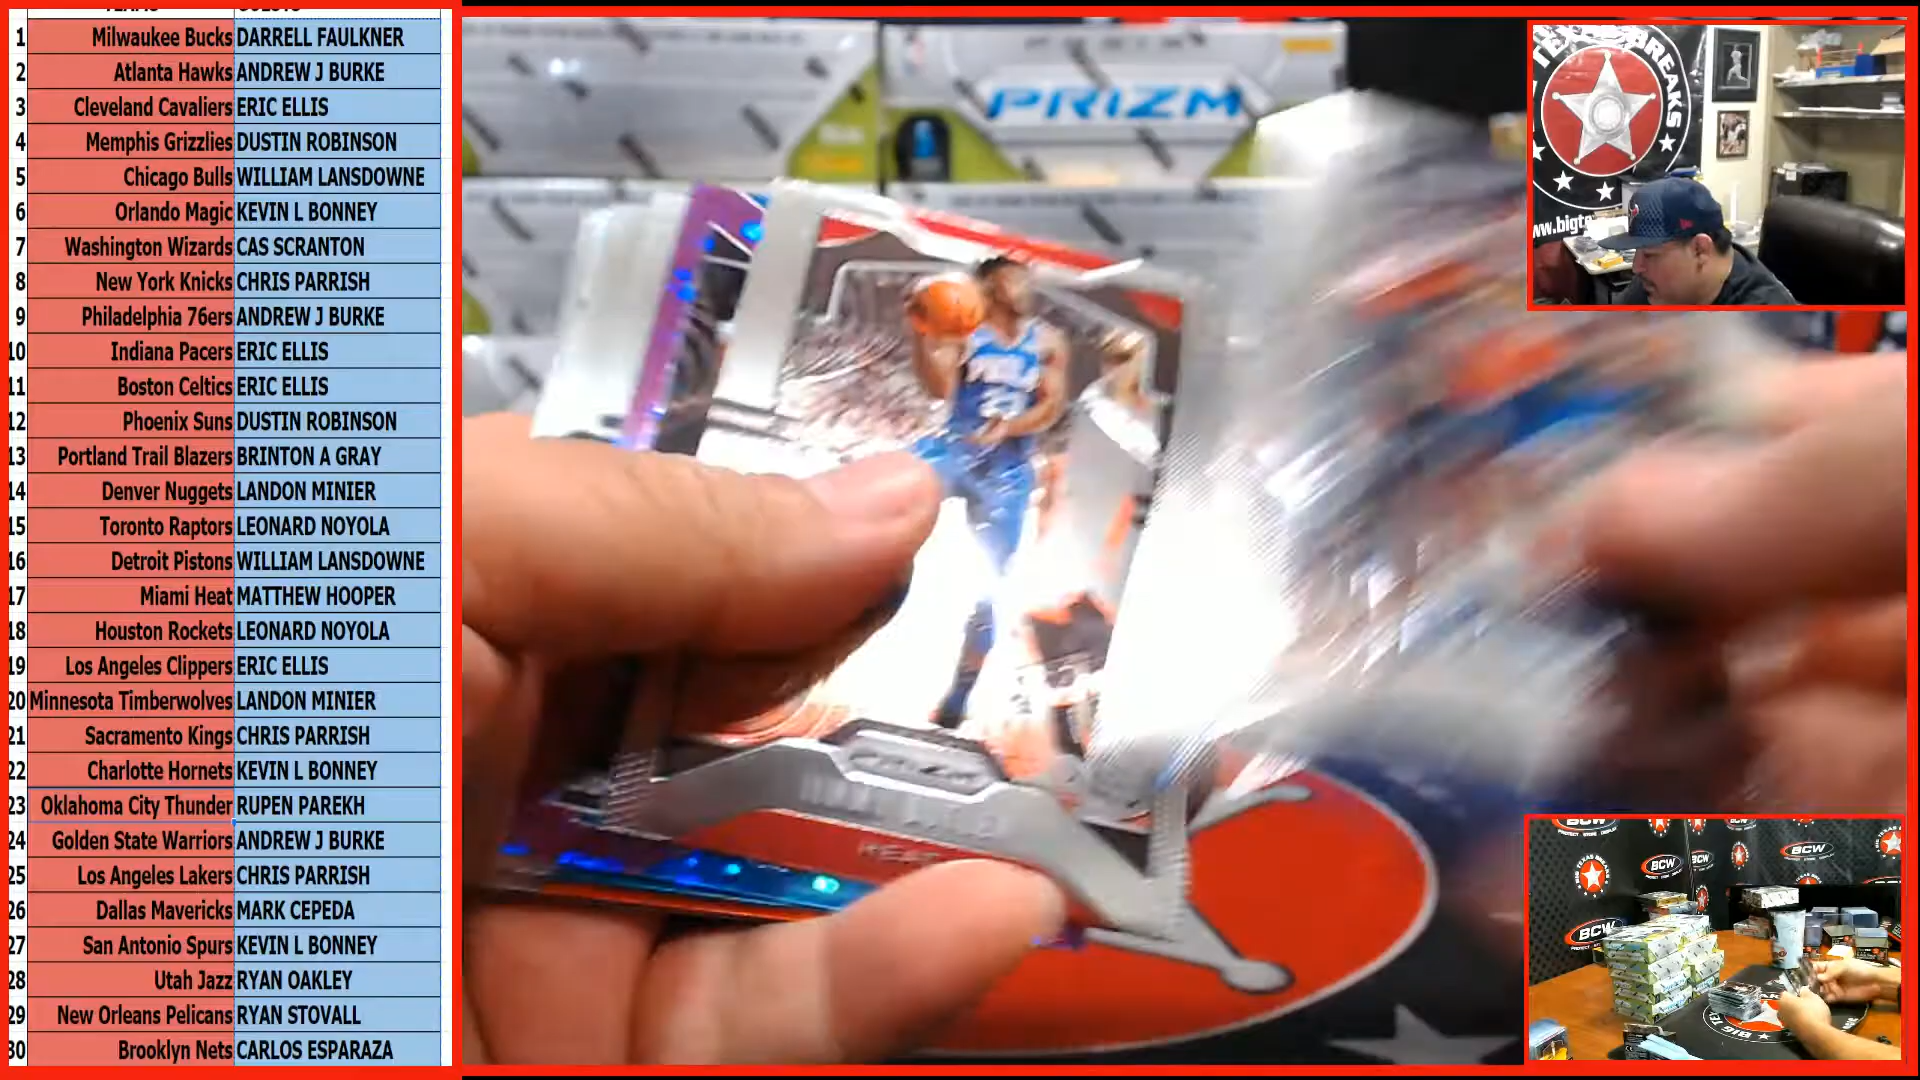 1 Milwaukee Bucks DARRELL FAULKNER
2 Atlanta Hawks ANDREW J BURKE
3 Cleveland Cavaliers ERIC ELLIS
4 Memphis Grizzlies DUSTIN ROBINSON
5 Chicago Bulls WILLIAM LANSDOWNE
6 Orlando Magic KEVIN L BONNEY
7 Washington Wizards CAS SCRANTON
8 New York Knicks CHRIS PARRISH
9 Philadelphia 76ers ANDREW J BURKE
10 Indiana Pacers ERIC ELLIS
11 Boston Celtics ERIC ELLIS
12 Phoenix Suns DUSTIN ROBINSON
13 Portland Trail Blazers BRINTON A GRAY
14 Denver Nuggets LANDON MINIER
15 Toronto Raptors LEONARD NOYOLA
16 Detroit Pistons WILLIAM LANSDOWNE
17 Miami Heat MATTHEW HOOPER
18 Houston Rockets LEONARD NOYOLA
19 Los Angeles Clippers ERIC ELLIS
20 Minnesota Timberwolves LANDON MINIER
21 Sacramento Kings CHRIS PARRISH
22 Charlotte Hornets KEVIN L BONNEY
23 Oklahoma City Thunder RUPEN PAREKH
24 Golden State Warriors ANDREW J BURKE
25 Los Angeles Lakers CHRIS PARRISH
26 Dallas Mavericks MARK CEPEDA
27 San Antonio Spurs KEVIN L BONNEY
28 Utah Jazz RYAN OAKLEY
29 New Orleans Pelicans RYAN STOVALL
30 Brooklyn Nets CARLOS ESPARAZA
PRIZM
PHILA
HEAT
TEXAS BREAKS
www.bigte
BCW
BCW
BCW
BCW
BCW